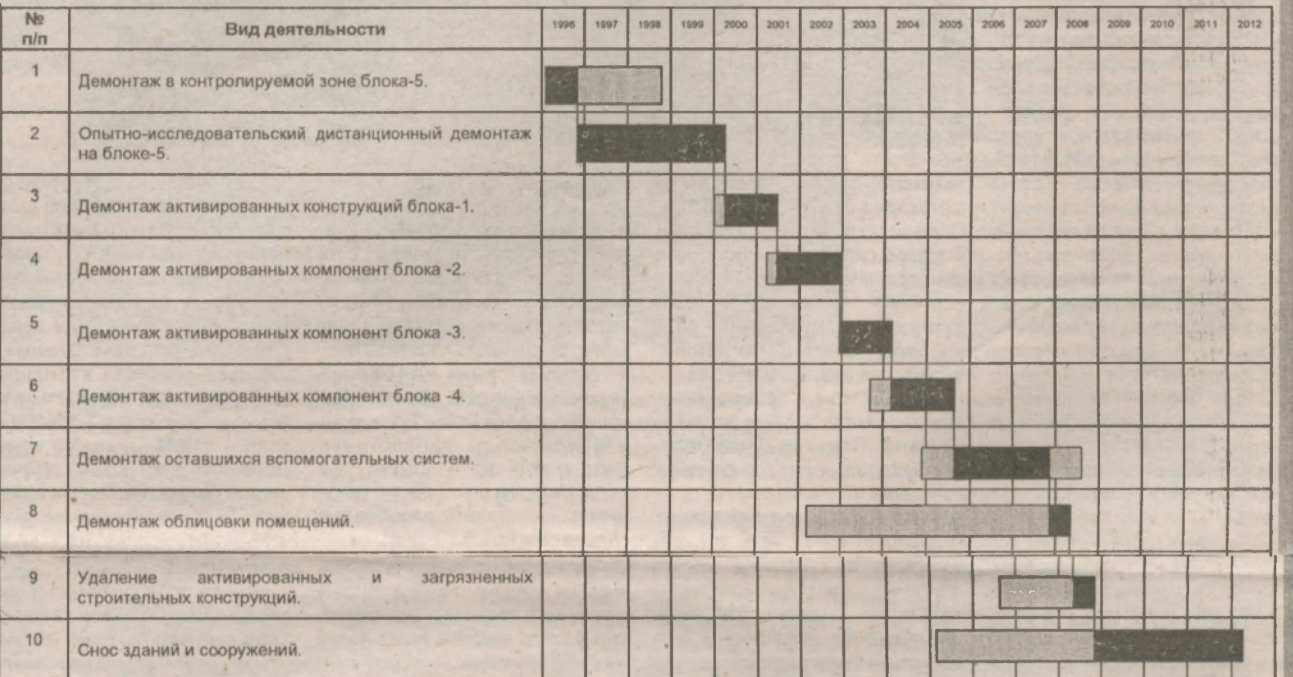 № п/п Вид деятельности 1996 1997 1998 1999 2000 2001 2002 2003 2004 2005 2006 2007 2008 2009 2010 2011 2012
1 Демонтаж в контролируемой зоне блока-5.
2 Опытно-исследовательский дистанционный демонтаж
на блоке-5.
3 Демонтаж активированных конструкций блока-1.
4 Демонтаж активированных компонент блока -2.
5 Демонтаж активированных компонент блока -3.
6 Демонтаж активированных компонент блока -4.
7 Демонтаж оставшихся вспомогательных систем.
8 Демонтаж облицовки помещений.
9 Удаление активированных и загрязненных
строительных конструкций.
10 Снос зданий и сооружений.